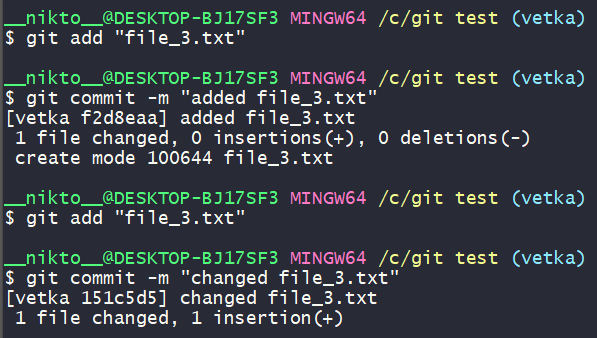 __nikto__@DESKTOP-BJ17SF3 MINGW64 /c/git test (vetka)
$ git add "file_3.txt"
__nikto__@DESKTOP-BJ17SF3 MINGW64 /c/git test (vetka)
$ git commit -m "added file_3.txt"
[vetka f2d8eaa] added file_3.txt
 1 file changed, 0 insertions(+), 0 deletions(-)
 create mode 100644 file_3.txt
__nikto__@DESKTOP-BJ17SF3 MINGW64 /c/git test (vetka)
$ git add "file_3.txt"
__nikto__@DESKTOP-BJ17SF3 MINGW64 /c/git test (vetka)
$ git commit -m "changed file_3.txt"
[vetka 151c5d5] changed file_3.txt
 1 file changed, 1 insertion(+)